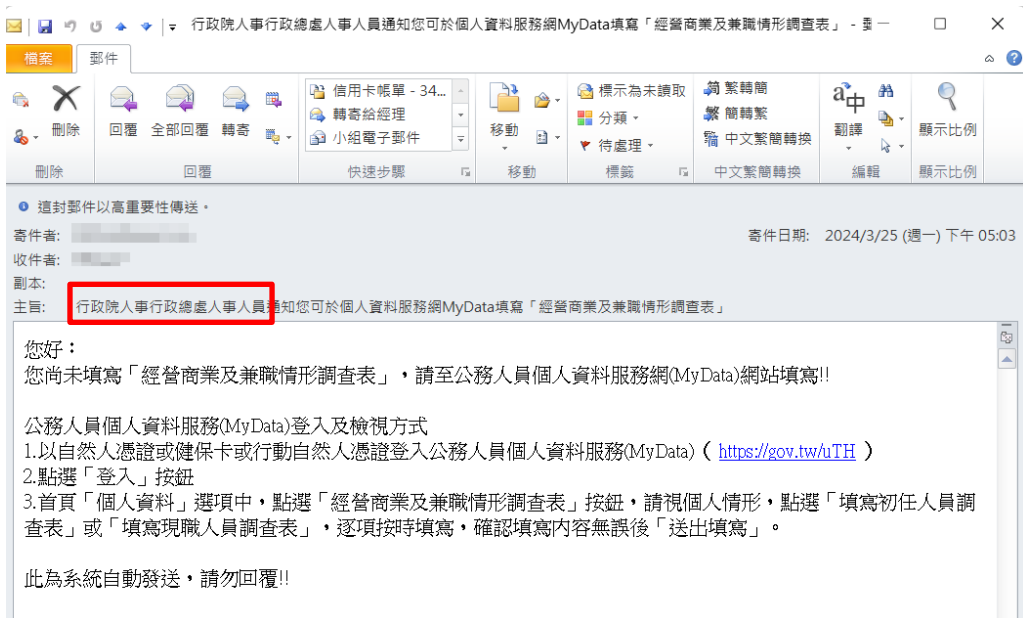 行政院人事行政總處人事人員通知您可於個人資料服務網MyData填寫「經營商業及兼職情形調查表」 -
檔案 郵件
刪除
回覆 全部回覆 轉寄
信用卡帳單 - 34...
轉寄給經理
小組電子郵件
移動
標示為未讀取
分類
待處理
繁轉簡
簡轉繁
中文繁簡轉換
翻譯
顯示比例
刪除 回覆 快速步驟 移動 標籤 中文繁簡轉換 編輯 顯示比例
這封郵件以高重要性傳送。
寄件者: 寄件日期: 2024/3/25 (週一) 下午 05:03
收件者:
副本:
主旨: 行政院人事行政總處人事人員通知您可於個人資料服務網MyData填寫「經營商業及兼職情形調查表」
您好：
您尚未填寫「經營商業及兼職情形調查表」，請至公務人員個人資料服務網(MyData)網站填寫!!
公務人員個人資料服務(MyData)登入及檢視方式
1.以自然人憑證或健保卡或行動自然人憑證登入公務人員個人資料服務(MyData)（ https://gov.tw/uTH ）
2.點選「登入」按鈕
3.首頁「個人資料」選項中，點選「經營商業及兼職情形調查表」按鈕，請視個人情形，點選「填寫初任人員調
查表」或「填寫現職人員調查表」，逐項按時填寫，確認填寫內容無誤後「送出填寫」。
此為系統自動發送，請勿回覆!!